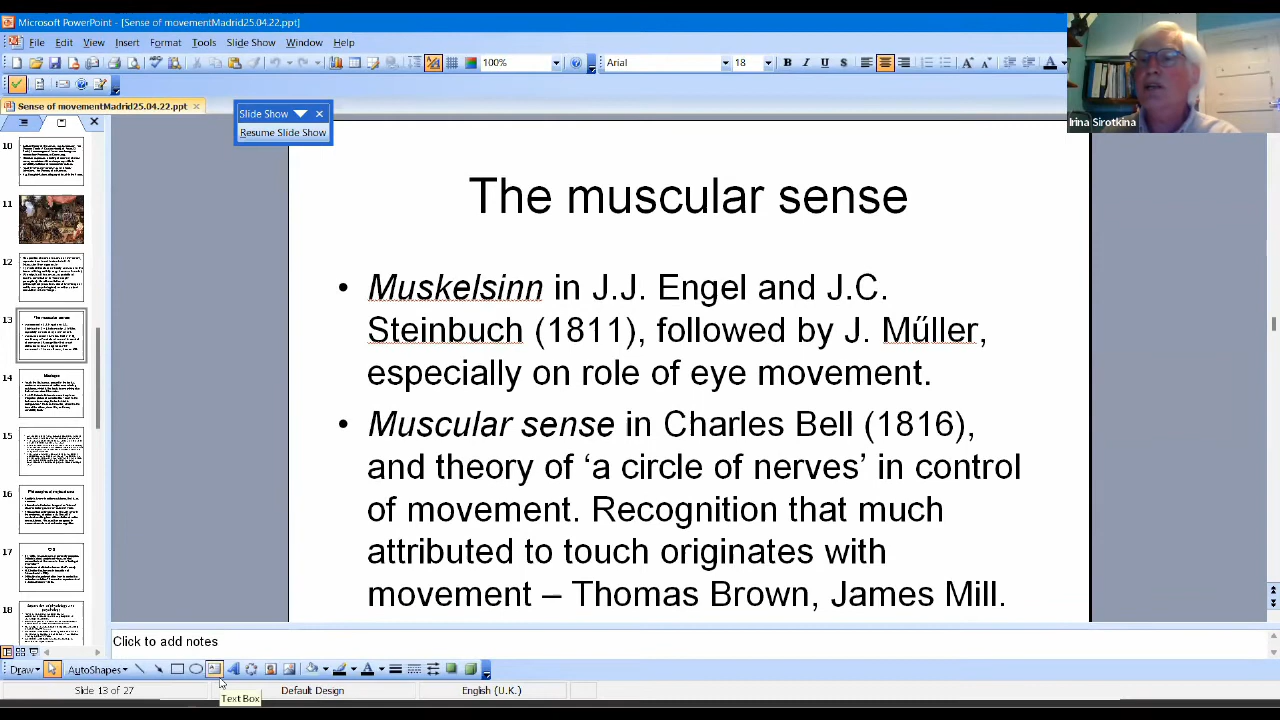 Microsoft PowerPoint - [Sense of movementMadrid25.04.22.ppt]
File Edit View Insert Format Tools Slide Show Window Help
100% Arial 18 B I U S
Sense of movementMadrid25.04.22.ppt
Slide Show
Resume Slide Show
Irina Sirotkina
10
11
12
13
14
15
16
17
18
The muscular sense
• Muskelsinn in J.J. Engel and J.C.
Steinbuch (1811), followed by J. Műller,
especially on role of eye movement.
• Muscular sense in Charles Bell (1816),
and theory of ‘a circle of nerves’ in control
of movement. Recognition that much
attributed to touch originates with
movement – Thomas Brown, James Mill.
Click to add notes
Draw AutoShapes
Slide 13 of 27 Default Design English (U.K.)
Text Box